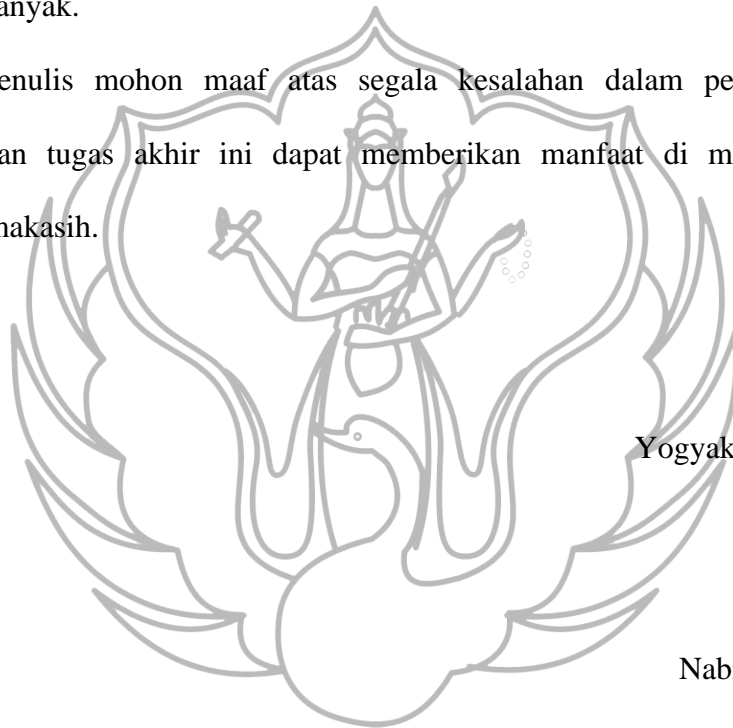 anyak.
enulis mohon maaf atas segala kesalahan dalam pe
an tugas akhir ini dapat memberikan manfaat di m
nakasih.
Yogyak
Nab